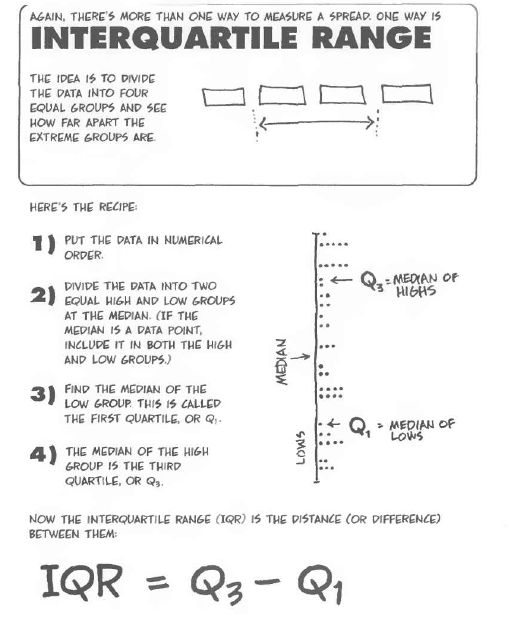 AGAIN, THERE'S MORE THAN ONE WAY TO MEASURE A SPREAD. ONE WAY IS
INTERQUARTILE RANGE
THE IDEA IS TO DIVIDE
THE DATA INTO FOUR
EQUAL GROUPS AND SEE
HOW FAR APART THE
EXTREME GROUPS ARE.
HERE'S THE RECIPE:
1) PUT THE DATA IN NUMERICAL
ORDER.
2) DIVIDE THE DATA INTO TWO
EQUAL HIGH AND LOW GROUPS
AT THE MEDIAN. (IF THE
MEDIAN IS A DATA POINT,
INCLUDE IT IN BOTH THE HIGH
AND LOW GROUPS.)
3) FIND THE MEDIAN OF THE
LOW GROUP. THIS IS CALLED
THE FIRST QUARTILE, OR Q₁.
4) THE MEDIAN OF THE HIGH
GROUP IS THE THIRD
QUARTILE, OR Q₃.
Q₃ = MEDIAN OF
HIGHS
MEDIAN
Q₁ = MEDIAN OF
LOWS
LOWS
NOW THE INTERQUARTILE RANGE (IQR) IS THE DISTANCE (OR DIFFERENCE)
BETWEEN THEM:
IQR = Q₃ - Q₁